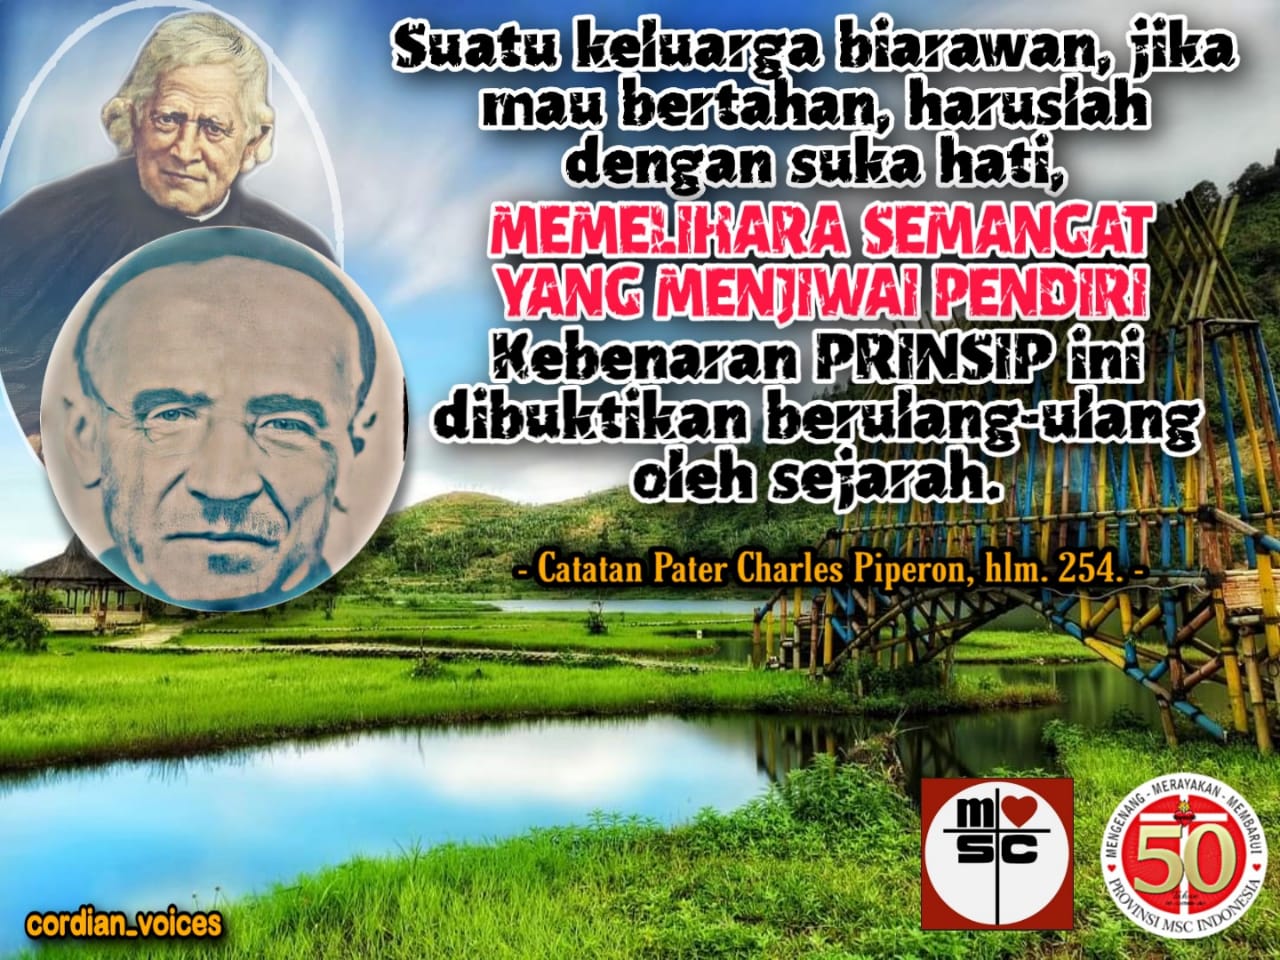 Suatu keluarga biarawan, jika
mau bertahan, haruslah
dengan suka hati,
MEMELIHARA SEMANGAT
YANG MENJIWAI PENDIRI
Kebenaran PRINSIP ini
dibuktikan berulang-ulang
oleh sejarah.
- Catatan Pater Charles Piperon, hlm. 254. -
m
SC
MENGENANG - MERAYAKAN - MEMBARUI
50
PROVINSI MSC INDONESIA
cordian_voices